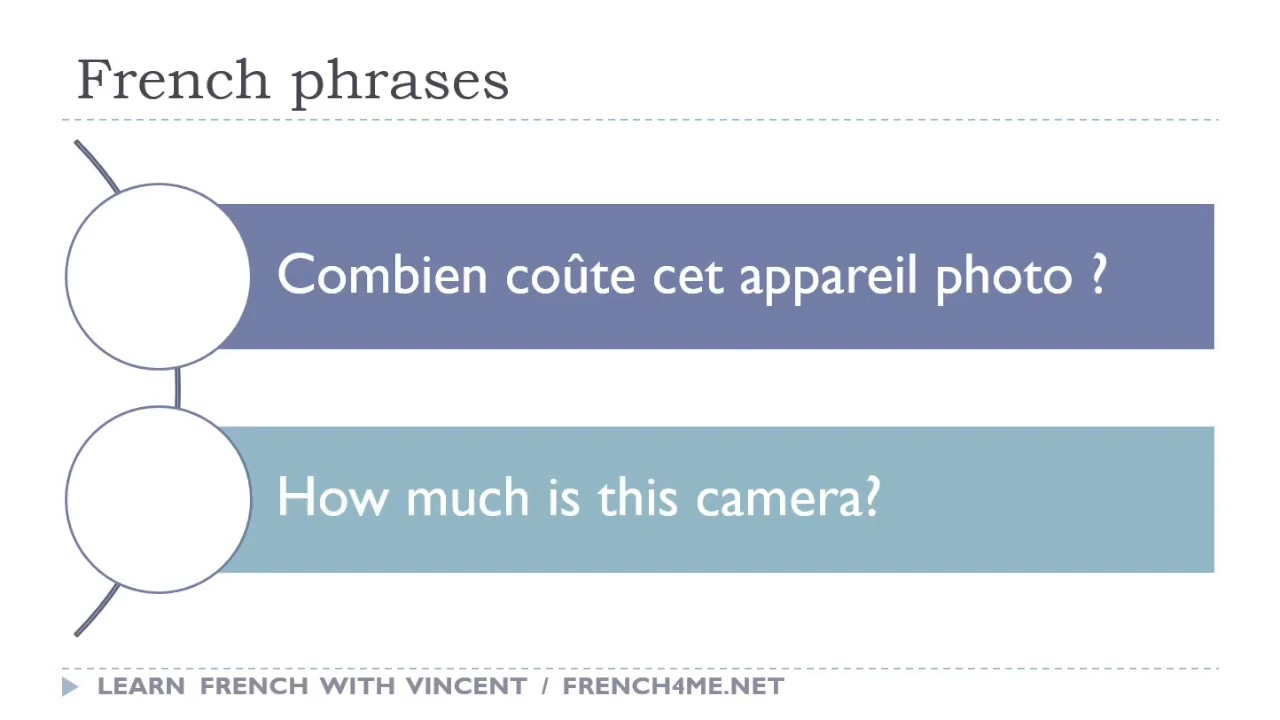 French phrases
Combien coûte cet appareil photo ?
How much is this camera?
LEARN FRENCH WITH VINCENT / FRENCH4ME.NET